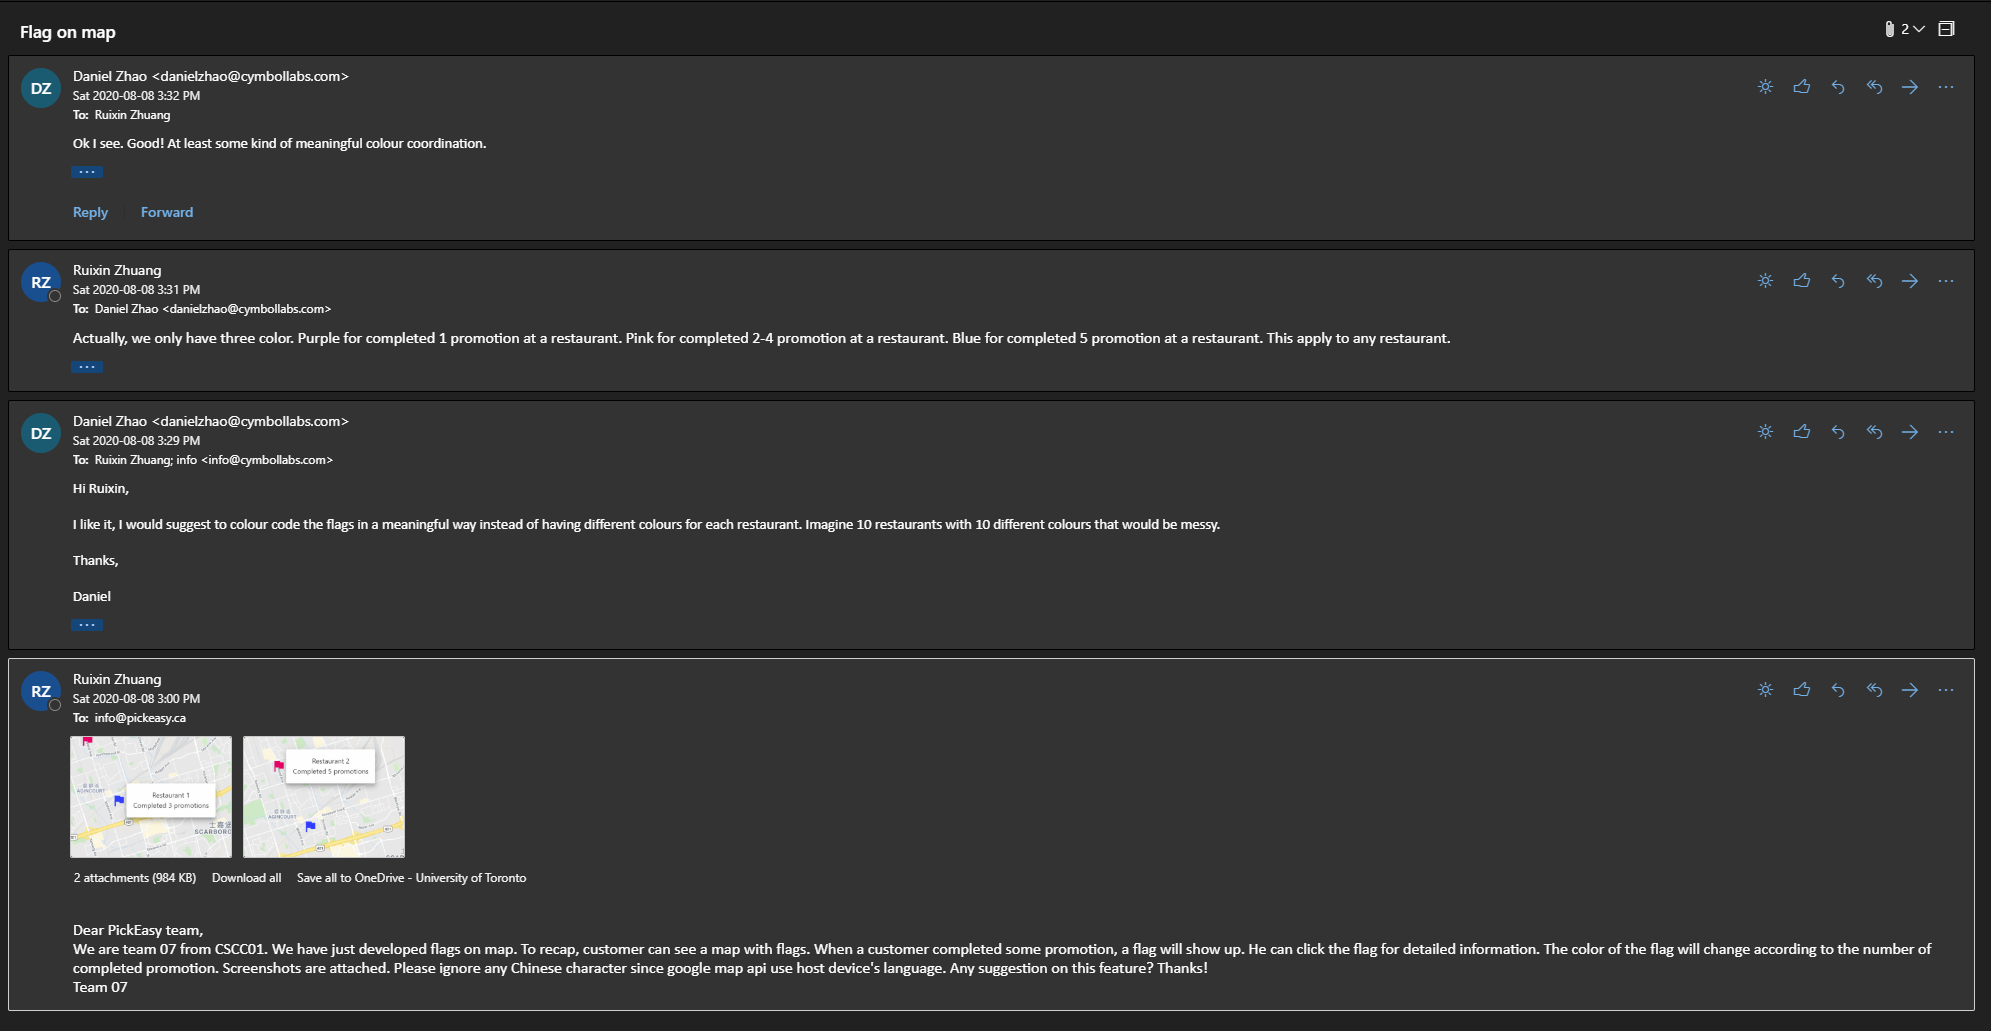 Flag on map
2
DZ
Daniel Zhao <danielzhao@cymbollabs.com>
Sat 2020-08-08 3:32 PM
To: Ruixin Zhuang
Ok I see. Good! At least some kind of meaningful colour coordination.
...
Reply Forward
RZ
Ruixin Zhuang
Sat 2020-08-08 3:31 PM
To: Daniel Zhao <danielzhao@cymbollabs.com>
Actually, we only have three color. Purple for completed 1 promotion at a restaurant. Pink for completed 2-4 promotion at a restaurant. Blue for completed 5 promotion at a restaurant. This apply to any restaurant.
...
DZ
Daniel Zhao <danielzhao@cymbollabs.com>
Sat 2020-08-08 3:29 PM
To: Ruixin Zhuang; info <info@cymbollabs.com>
Hi Ruixin,
I like it, I would suggest to colour code the flags in a meaningful way instead of having different colours for each restaurant. Imagine 10 restaurants with 10 different colours that would be messy.
Thanks,
Daniel
...
RZ
Ruixin Zhuang
Sat 2020-08-08 3:00 PM
To: info@pickeasy.ca
AGINCOURT
Restaurant 1
Completed 3 promotions
SCARBORO
Restaurant 2
Completed 5 promotions
AGINCOURT
401
2 attachments (984 KB) Download all Save all to OneDrive - University of Toronto
Dear PickEasy team,
We are team 07 from CSCC01. We have just developed flags on map. To recap, customer can see a map with flags. When a customer completed some promotion, a flag will show up. He can click the flag for detailed information. The color of the flag will change according to the number of
completed promotion. Screenshots are attached. Please ignore any Chinese character since google map api use host device's language. Any suggestion on this feature? Thanks!
Team 07